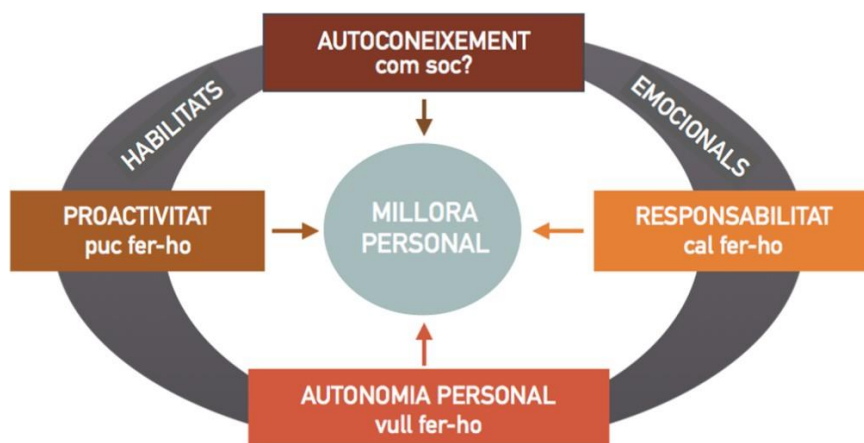 AUTOCONEIXEMENT
com soc?
HABILITATS
EMOCIONALS
PROACTIVITAT
puc fer-ho
MILLORA
PERSONAL
RESPONSABILITAT
cal fer-ho
AUTONOMIA PERSONAL
vull fer-ho